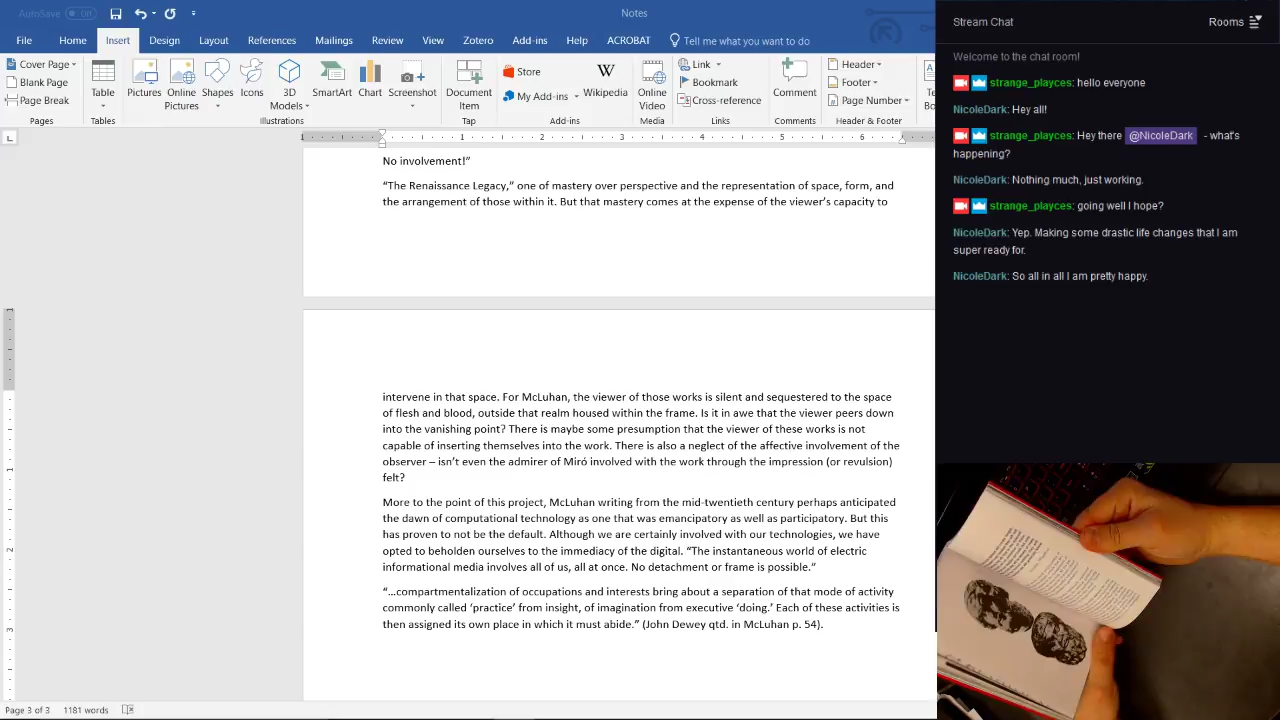 AutoSave Off
Notes
File Home Insert Design Layout References Mailings Review View Zotero Add-ins Help ACROBAT Tell me what you want to do
Cover Page
Blank Page
Page Break
Pages
Table
Tables
Pictures
Online Pictures
Shapes
Icons
3D Models
SmartArt
Chart
Screenshot
Illustrations
Document Item
Tap
Store
My Add-ins
Wikipedia
Add-ins
Online Video
Media
Link
Bookmark
Cross-reference
Links
Comment
Comments
Header
Footer
Page Number
Header & Footer
No involvement!”
“The Renaissance Legacy,” one of mastery over perspective and the representation of space, form, and
the arrangement of those within it. But that mastery comes at the expense of the viewer’s capacity to
intervene in that space. For McLuhan, the viewer of those works is silent and sequestered to the space
of flesh and blood, outside that realm housed within the frame. Is it in awe that the viewer peers down
into the vanishing point? There is maybe some presumption that the viewer of these works is not
capable of inserting themselves into the work. There is also a neglect of the affective involvement of the
observer – isn’t even the admirer of Miró involved with the work through the impression (or revulsion)
felt?
More to the point of this project, McLuhan writing from the mid-twentieth century perhaps anticipated
the dawn of computational technology as one that was emancipatory as well as participatory. But this
has proven to not be the default. Although we are certainly involved with our technologies, we have
opted to beholden ourselves to the immediacy of the digital. “The instantaneous world of electric
informational media involves all of us, all at once. No detachment or frame is possible.”
“…compartmentalization of occupations and interests bring about a separation of that mode of activity
commonly called ‘practice’ from insight, of imagination from executive ‘doing.’ Each of these activities is
then assigned its own place in which it must abide.” (John Dewey qtd. in McLuhan p. 54).
Page 3 of 3 1181 words
Stream Chat
Rooms
Welcome to the chat room!
strange_playces: hello everyone
NicoleDark: Hey all!
strange_playces: Hey there @NicoleDark - what's
happening?
NicoleDark: Nothing much, just working.
strange_playces: going well I hope?
NicoleDark: Yep. Making some drastic life changes that I am
super ready for.
NicoleDark: So all in all I am pretty happy.